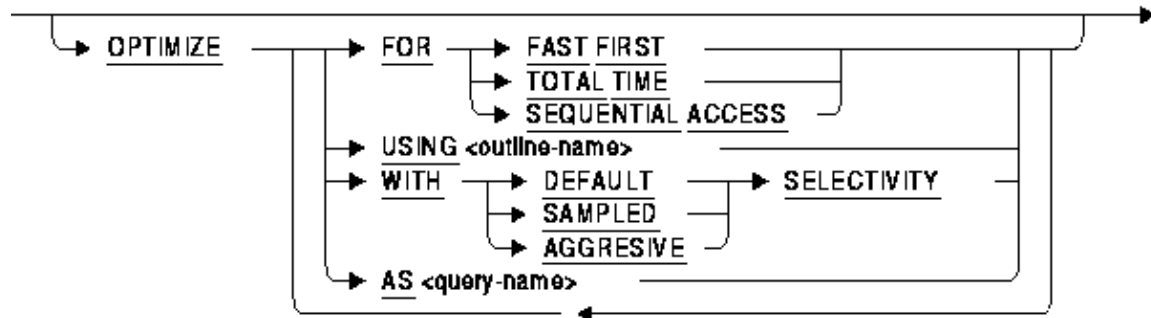 OPTIMIZE FOR FAST FIRST
TOTAL TIME
SEQUENTIAL ACCESS
USING <outline-name>
WITH DEFAULT SELECTIVITY
SAMPLED
AGGRESIVE
AS <query-name>